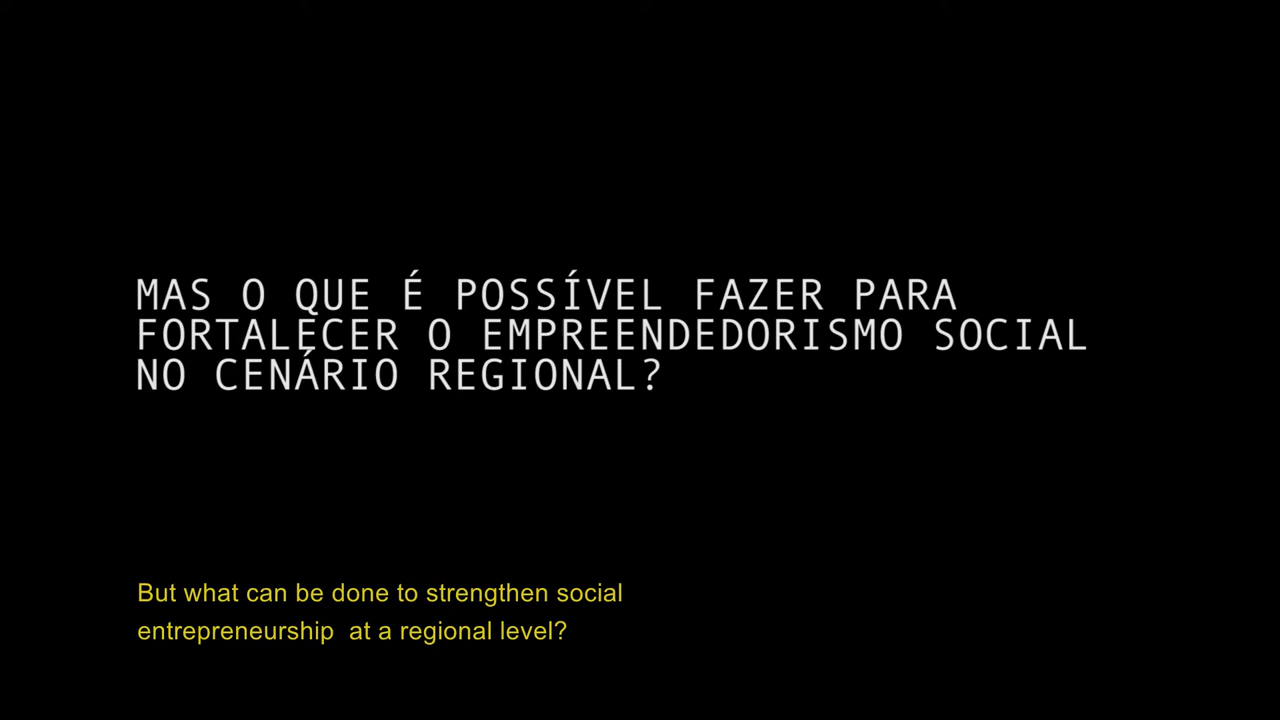 MAS O QUE É POSSÍVEL FAZER PARA
FORTALECER O EMPREENDEDORISMO SOCIAL
NO CENÁRIO REGIONAL?
But what can be done to strengthen social
entrepreneurship  at a regional level?